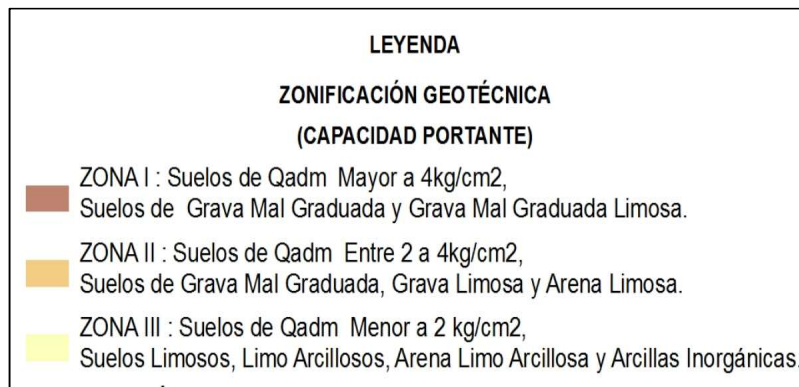 LEYENDA
ZONIFICACIÓN GEOTÉCNICA
(CAPACIDAD PORTANTE)
ZONA I : Suelos de Qadm Mayor a 4kg/cm2,
Suelos de Grava Mal Graduada y Grava Mal Graduada Limosa.
ZONA II : Suelos de Qadm Entre 2 a 4kg/cm2,
Suelos de Grava Mal Graduada, Grava Limosa y Arena Limosa.
ZONA III : Suelos de Qadm Menor a 2 kg/cm2,
Suelos Limosos, Limo Arcillosos, Arena Limo Arcillosa y Arcillas Inorgánicas,